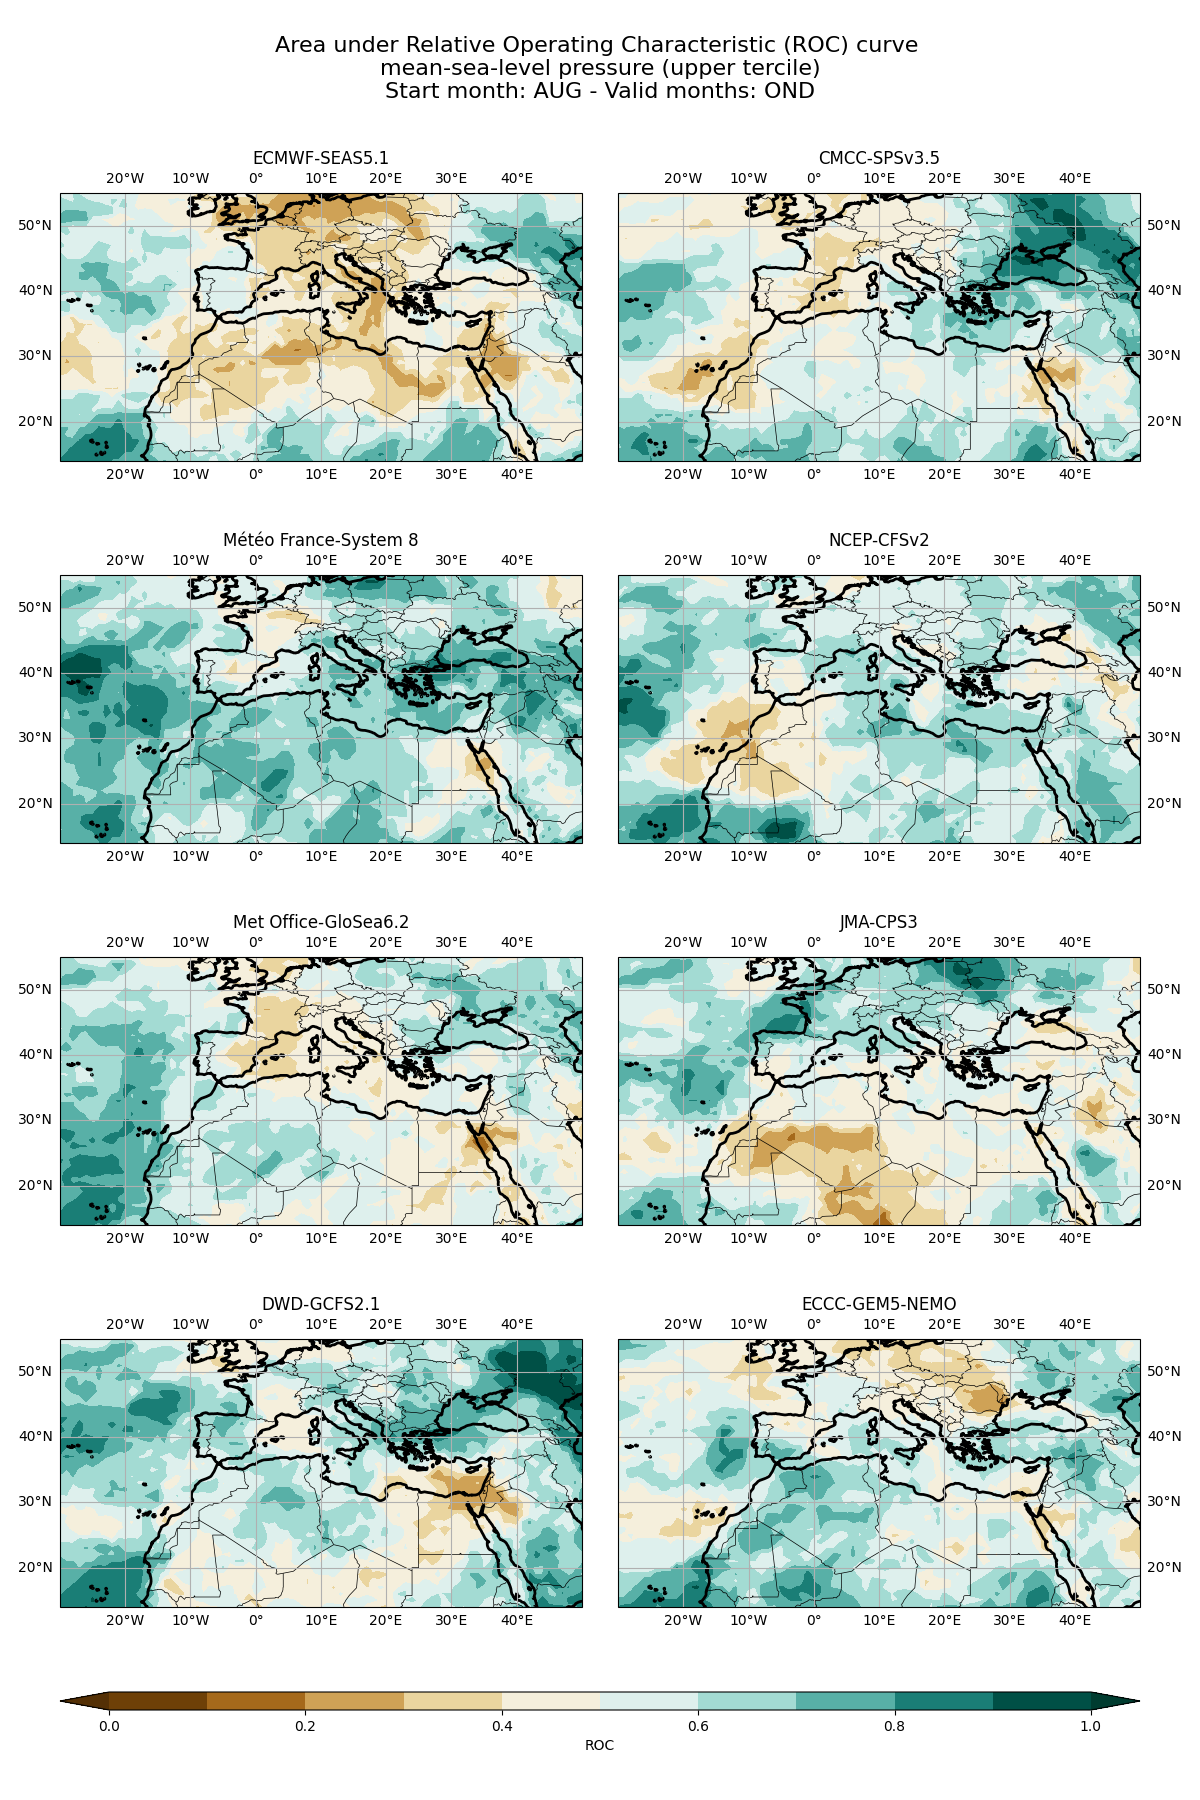 Area under Relative Operating Characteristic (ROC) curve
mean-sea-level pressure (upper tercile)
Start month: AUG - Valid months: OND
ECMWF-SEAS5.1
20°W 10°W 0° 10°E 20°E 30°E 40°E
50°N
40°N
30°N
20°N
20°W 10°W 0° 10°E 20°E 30°E 40°E
CMCC-SPSv3.5
20°W 10°W 0° 10°E 20°E 30°E 40°E
50°N
40°N
30°N
20°N
20°W 10°W 0° 10°E 20°E 30°E 40°E
Météo France-System 8
20°W 10°W 0° 10°E 20°E 30°E 40°E
50°N
40°N
30°N
20°N
20°W 10°W 0° 10°E 20°E 30°E 40°E
NCEP-CFSv2
20°W 10°W 0° 10°E 20°E 30°E 40°E
50°N
40°N
30°N
20°N
20°W 10°W 0° 10°E 20°E 30°E 40°E
Met Office-GloSea6.2
20°W 10°W 0° 10°E 20°E 30°E 40°E
50°N
40°N
30°N
20°N
20°W 10°W 0° 10°E 20°E 30°E 40°E
JMA-CPS3
20°W 10°W 0° 10°E 20°E 30°E 40°E
50°N
40°N
30°N
20°N
20°W 10°W 0° 10°E 20°E 30°E 40°E
DWD-GCFS2.1
20°W 10°W 0° 10°E 20°E 30°E 40°E
50°N
40°N
30°N
20°N
20°W 10°W 0° 10°E 20°E 30°E 40°E
ECCC-GEM5-NEMO
20°W 10°W 0° 10°E 20°E 30°E 40°E
50°N
40°N
30°N
20°N
20°W 10°W 0° 10°E 20°E 30°E 40°E
0.0 0.2 0.4 0.6 0.8 1.0
ROC